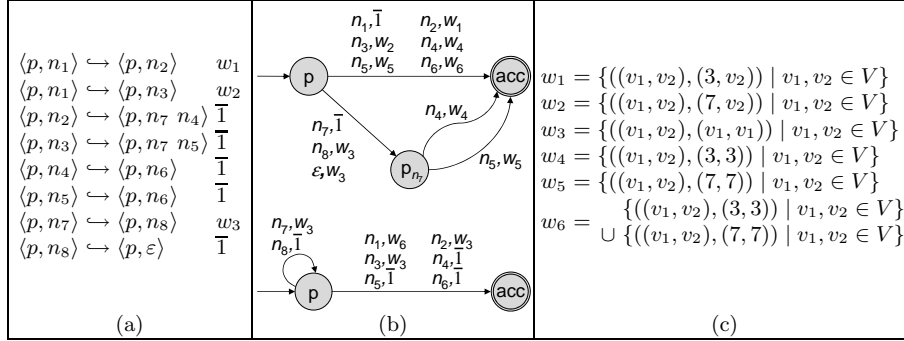 ⟨p, n₁⟩ ↪ ⟨p, n₂⟩ w₁
⟨p, n₁⟩ ↪ ⟨p, n₃⟩ w₂
⟨p, n₂⟩ ↪ ⟨p, n₇ n₄⟩ 1̅
⟨p, n₃⟩ ↪ ⟨p, n₇ n₅⟩ 1̅
⟨p, n₄⟩ ↪ ⟨p, n₆⟩ 1̅
⟨p, n₅⟩ ↪ ⟨p, n₆⟩ 1̅
⟨p, n₇⟩ ↪ ⟨p, n₈⟩ w₃
⟨p, n₈⟩ ↪ ⟨p, ε⟩ 1̅
(a)
n₁,1̅ n₂,w₁
n₃,w₂ n₄,w₄
n₅,w₅ n₆,w₆
p
acc
n₇,1̅
n₈,w₃
ε,w₃
n₄,w₄
n₅,w₅
pₙ₇
n₇,w₃
n₈,1̅
n₁,w₆ n₂,w₃
n₃,w₃ n₄,1̅
n₅,1̅ n₆,1̅
p
acc
(b)
w₁ = {((v₁, v₂), (3, v₂)) | v₁, v₂ ∈ V}
w₂ = {((v₁, v₂), (7, v₂)) | v₁, v₂ ∈ V}
w₃ = {((v₁, v₂), (v₁, v₁)) | v₁, v₂ ∈ V}
w₄ = {((v₁, v₂), (3, 3)) | v₁, v₂ ∈ V}
w₅ = {((v₁, v₂), (7, 7)) | v₁, v₂ ∈ V}
w₆ = {((v₁, v₂), (3, 3)) | v₁, v₂ ∈ V}
∪ {((v₁, v₂), (7, 7)) | v₁, v₂ ∈ V}
(c)